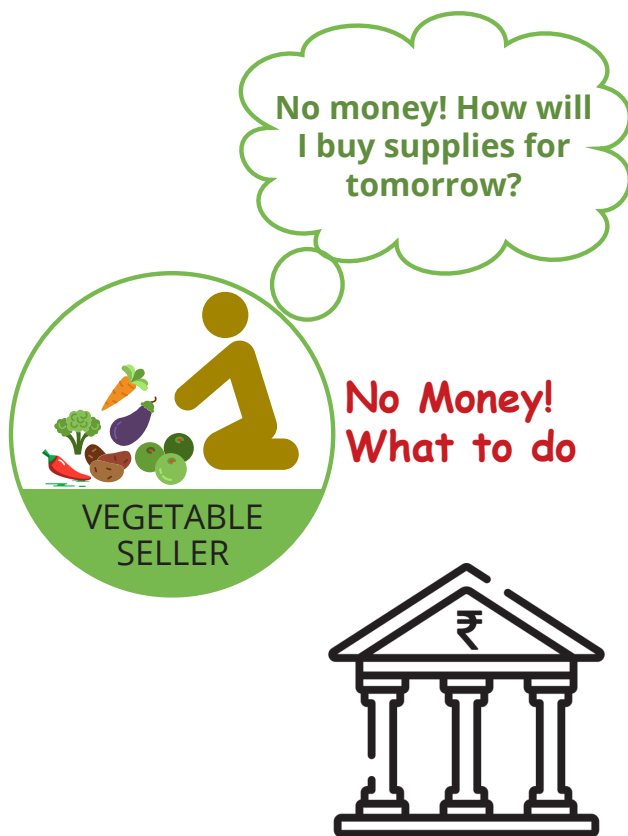 No money! How will
I buy supplies for
tomorrow?
No Money!
What to do
VEGETABLE
SELLER
₹